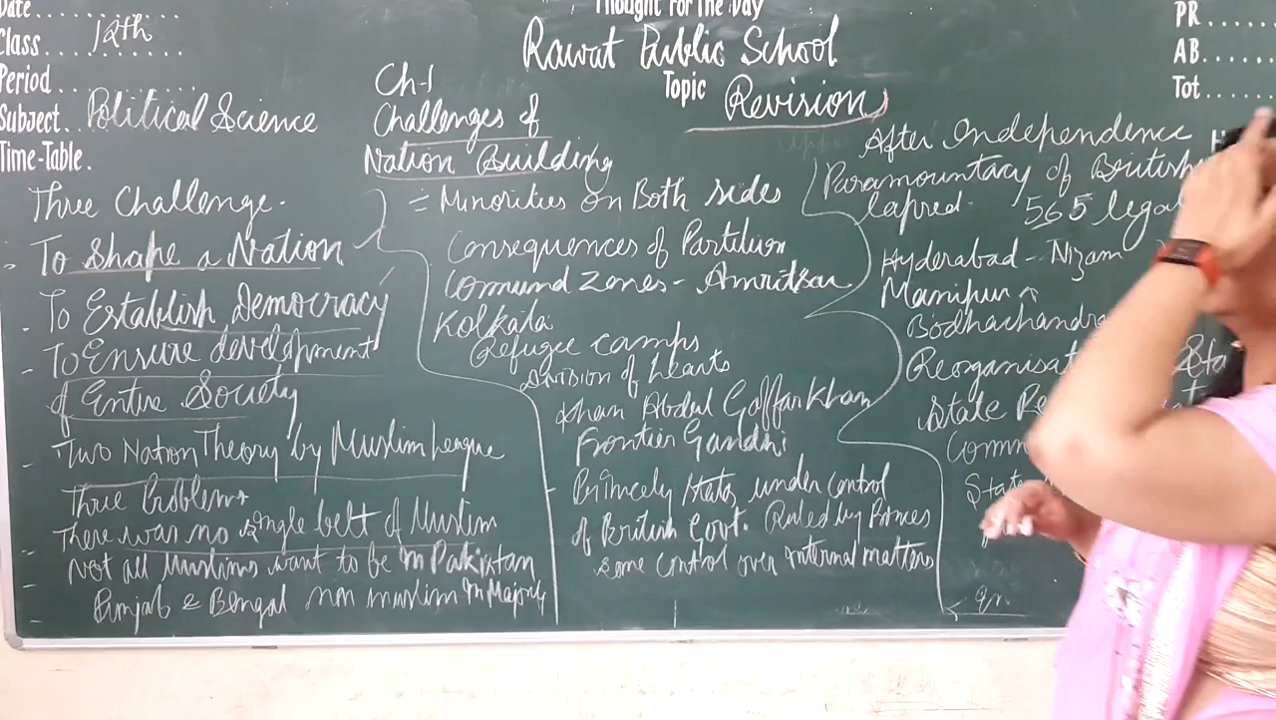 Date....................
Thought For The Day
Class.... 12th
Rawat Public School
PR......
AB......
Tot......
Period....................
Topic Revision
Subject.. Political Science
Time-Table.
Ch-1
Challenges of
Nation Building
Three Challenge.
- To Shape a Nation
- To Establish Democracy
- To Ensure development
of Entire Society
- Two Nation Theory by Muslim League
Three Problems
- There was no single belt of Muslim
- Not all Muslims want to be in Pakistan
- Punjab & Bengal non muslim in Majority
= Minorities on Both sides
Consequences of Partition
Comund Zones - Amritsar
Kolkata
Refugee camps
Division of hearts
Khan Abdul Gaffar Khan
Frontier Gandhi
- Princely States under control
of British Govt. Ruled by Princes
some control over internal matters
After Independence
Paramountacy of British
lapsed. 565 legal
Hyderabad - Nizam
Manipur
Bodhachandra
Reorganisat
State Re
Comm
State